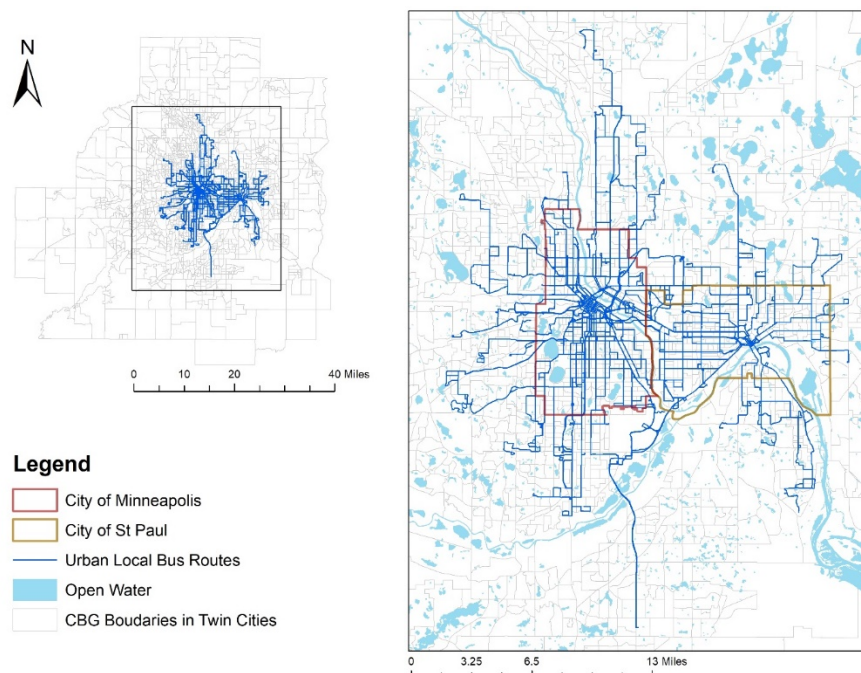 N
0 10 20 40 Miles
Legend
City of Minneapolis
City of St Paul
Urban Local Bus Routes
Open Water
CBG Boudaries in Twin Cities
0 3.25 6.5 13 Miles